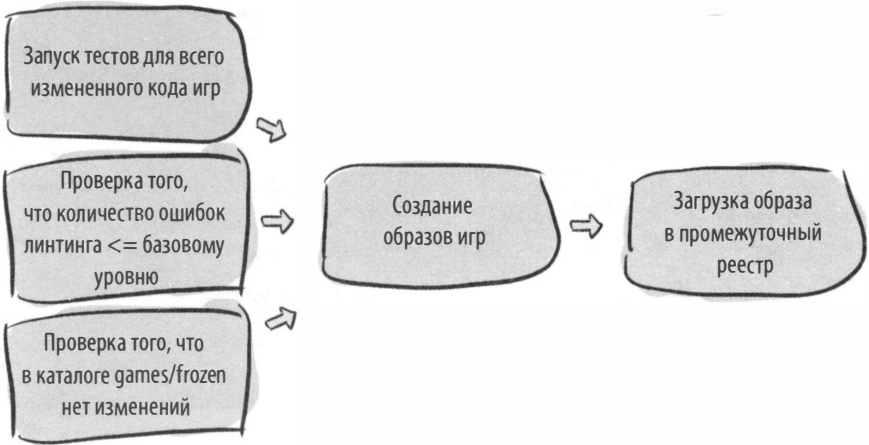 Запуск тестов для всего
измененного кода игр
Проверка того,
что количество ошибок
линтинга <= базовому
уровню
Проверка того, что
в каталоге games/frozen
нет изменений
Создание
образов игр
Загрузка образа
в промежуточный
реестр